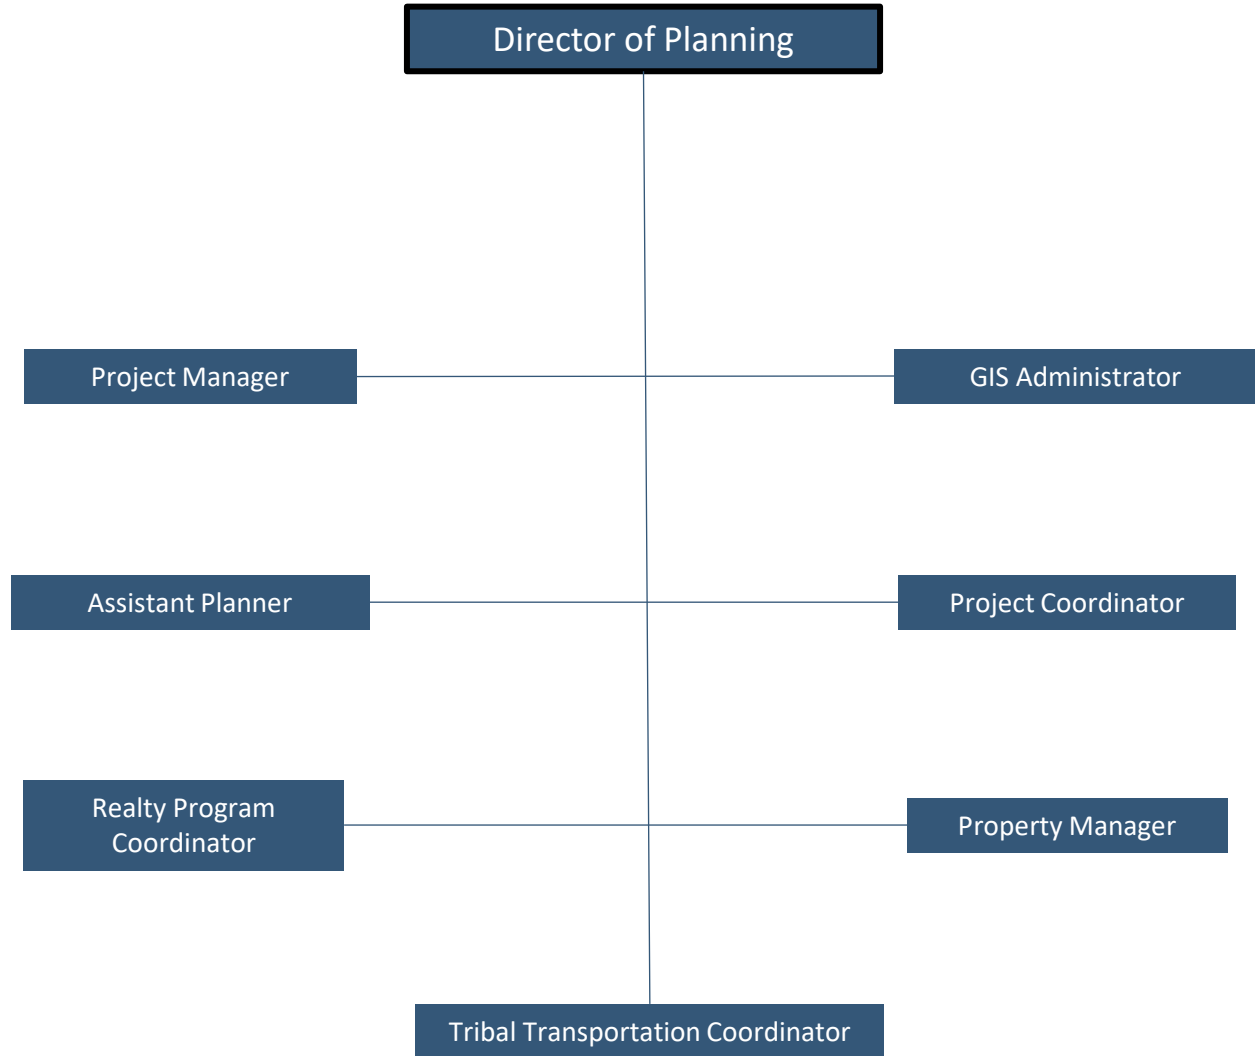 Director of Planning
Project Manager
GIS Administrator
Assistant Planner
Project Coordinator
Realty Program
Coordinator
Property Manager
Tribal Transportation Coordinator